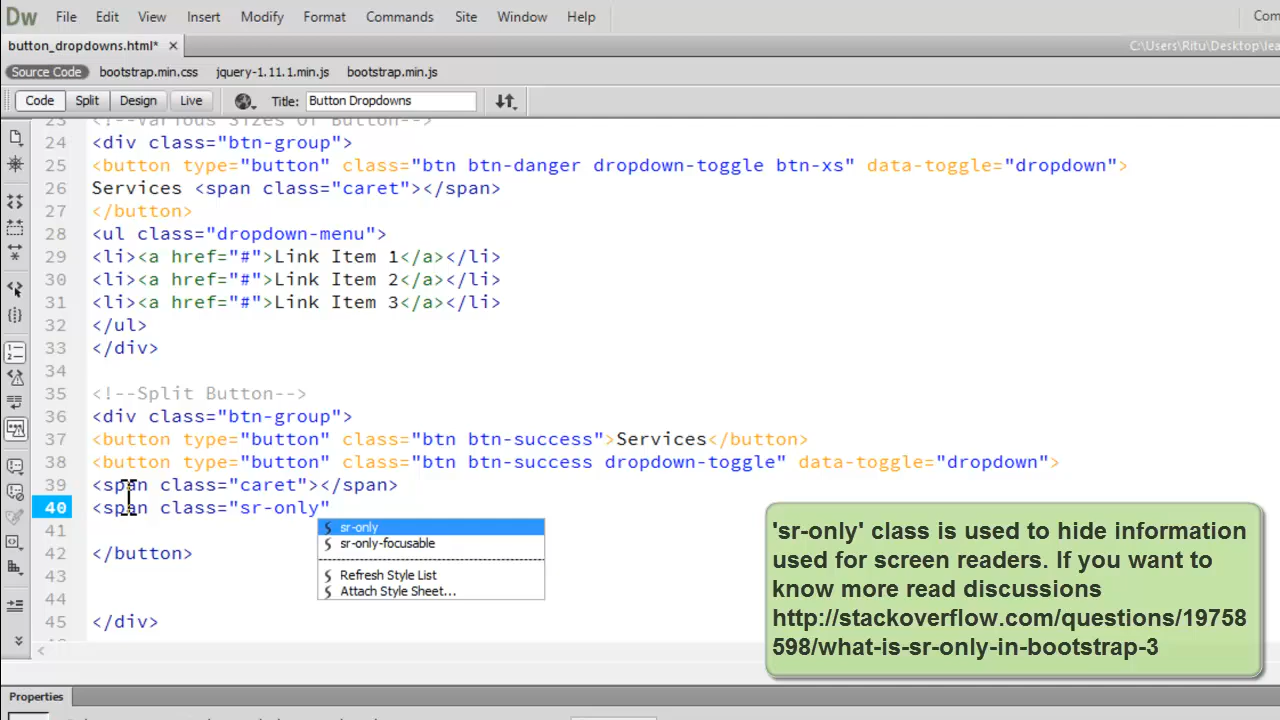 Dw File Edit View Insert Modify Format Commands Site Window Help Com
button_dropdowns.html* × C:\Users\Ritu\Desktop\lea
Source Code bootstrap.min.css jquery-1.11.1.min.js bootstrap.min.js
Code Split Design Live Title: Button Dropdowns
23 <!--Various Sizes Of Button-->
24 <div class="btn-group">
25 <button type="button" class="btn btn-danger dropdown-toggle btn-xs" data-toggle="dropdown">
26 Services <span class="caret"></span>
27 </button>
28 <ul class="dropdown-menu">
29 <li><a href="#">Link Item 1</a></li>
30 <li><a href="#">Link Item 2</a></li>
31 <li><a href="#">Link Item 3</a></li>
32 </ul>
33 </div>
34
35 <!--Split Button-->
36 <div class="btn-group">
37 <button type="button" class="btn btn-success">Services</button>
38 <button type="button" class="btn btn-success dropdown-toggle" data-toggle="dropdown">
39 <span class="caret"></span>
40 <span class="sr-only"
sr-only
41
sr-only-focusable
42 </button>
43
Refresh Style List
44
Attach Style Sheet...
45 </div>
'sr-only' class is used to hide information
used for screen readers. If you want to
know more read discussions
http://stackoverflow.com/questions/19758
598/what-is-sr-only-in-bootstrap-3
Properties